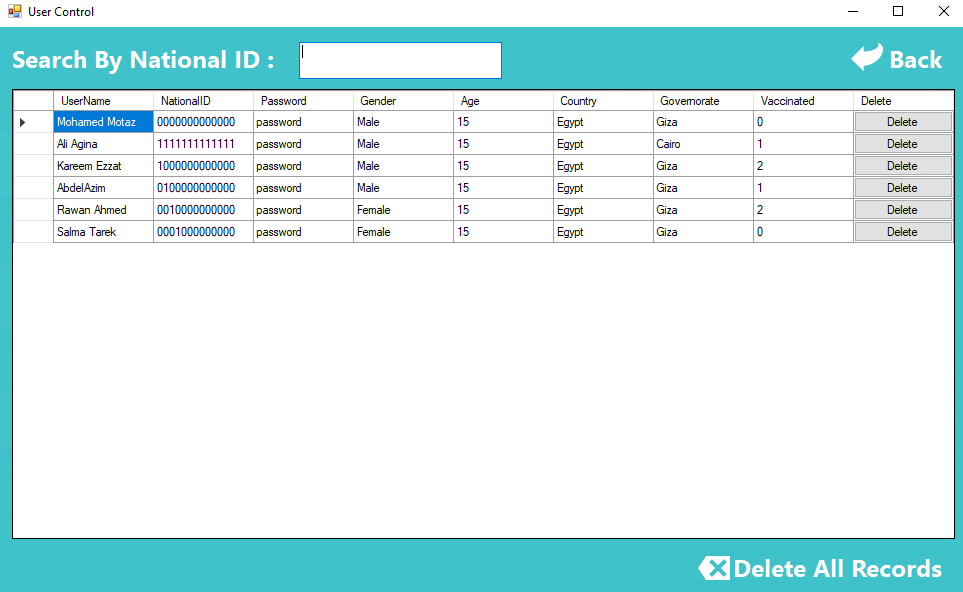 User Control
Search By National ID :
Back
UserName NationalID Password Gender Age Country Governorate Vaccinated Delete
Mohamed Motaz 0000000000000 password Male 15 Egypt Giza 0 Delete
Ali Agina 1111111111111 password Male 15 Egypt Cairo 1 Delete
Kareem Ezzat 1000000000000 password Male 15 Egypt Giza 2 Delete
AbdelAzim 0100000000000 password Male 15 Egypt Giza 1 Delete
Rawan Ahmed 0010000000000 password Female 15 Egypt Giza 2 Delete
Salma Tarek 0001000000000 password Female 15 Egypt Giza 0 Delete
Delete All Records